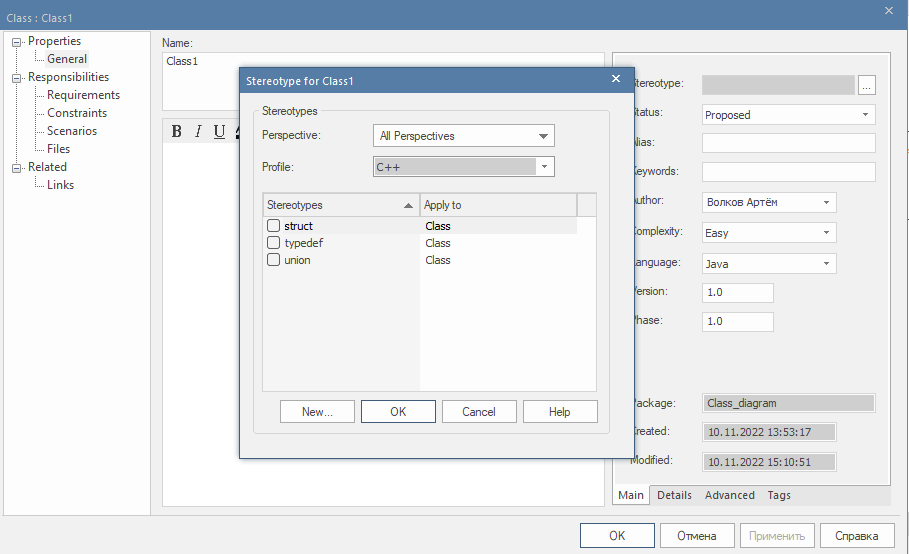 Class : Class1
Properties
General
Responsibilities
Requirements
Constraints
Scenarios
Files
Related
Links
Name:
Class1
B I U
Stereotype for Class1
Stereotypes
Perspective: All Perspectives
Profile: C++
Stereotypes Apply to
struct Class
typedef Class
union Class
New... OK Cancel Help
Stereotype: ...
Status: Proposed
Alias:
Keywords:
Author: Волков Артём
Complexity: Easy
Language: Java
Version: 1.0
Phase: 1.0
Package: Class_diagram
Created: 10.11.2022 13:53:17
Modified: 10.11.2022 15:10:51
Main Details Advanced Tags
OK Отмена Применить Справка